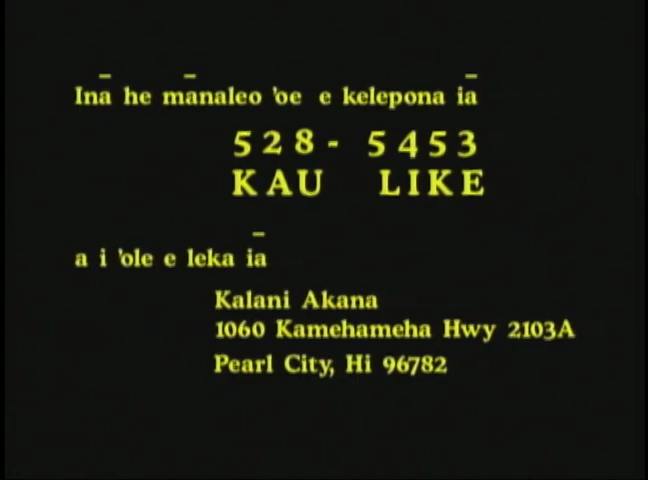 Inā he mānaleo ʻoe e kelepona iā
528-5453
KAU LIKE
a i ʻole e leka iā
Kalani Akana
1060 Kamehameha Hwy 2103A
Pearl City, Hi 96782